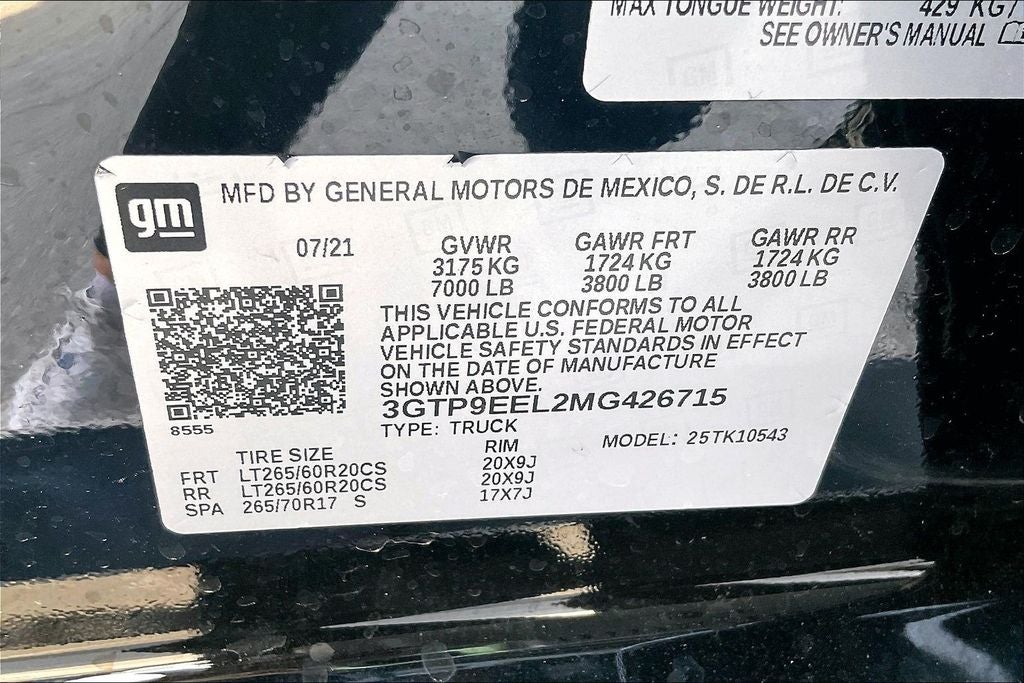 MAX TONGUE WEIGHT: 429 KG/
SEE OWNER'S MANUAL
gm
MFD BY GENERAL MOTORS DE MEXICO, S. DE R.L. DE C.V.
07/21 GVWR GAWR FRT GAWR RR
3175 KG 1724 KG 1724 KG
7000 LB 3800 LB 3800 LB
THIS VEHICLE CONFORMS TO ALL
APPLICABLE U.S. FEDERAL MOTOR
VEHICLE SAFETY STANDARDS IN EFFECT
ON THE DATE OF MANUFACTURE
SHOWN ABOVE.
3GTP9EEL2MG426715
8555
TYPE: TRUCK
MODEL: 25TK10543
TIRE SIZE RIM
FRT LT265/60R20CS 20X9J
RR LT265/60R20CS 20X9J
SPA 265/70R17 S 17X7J